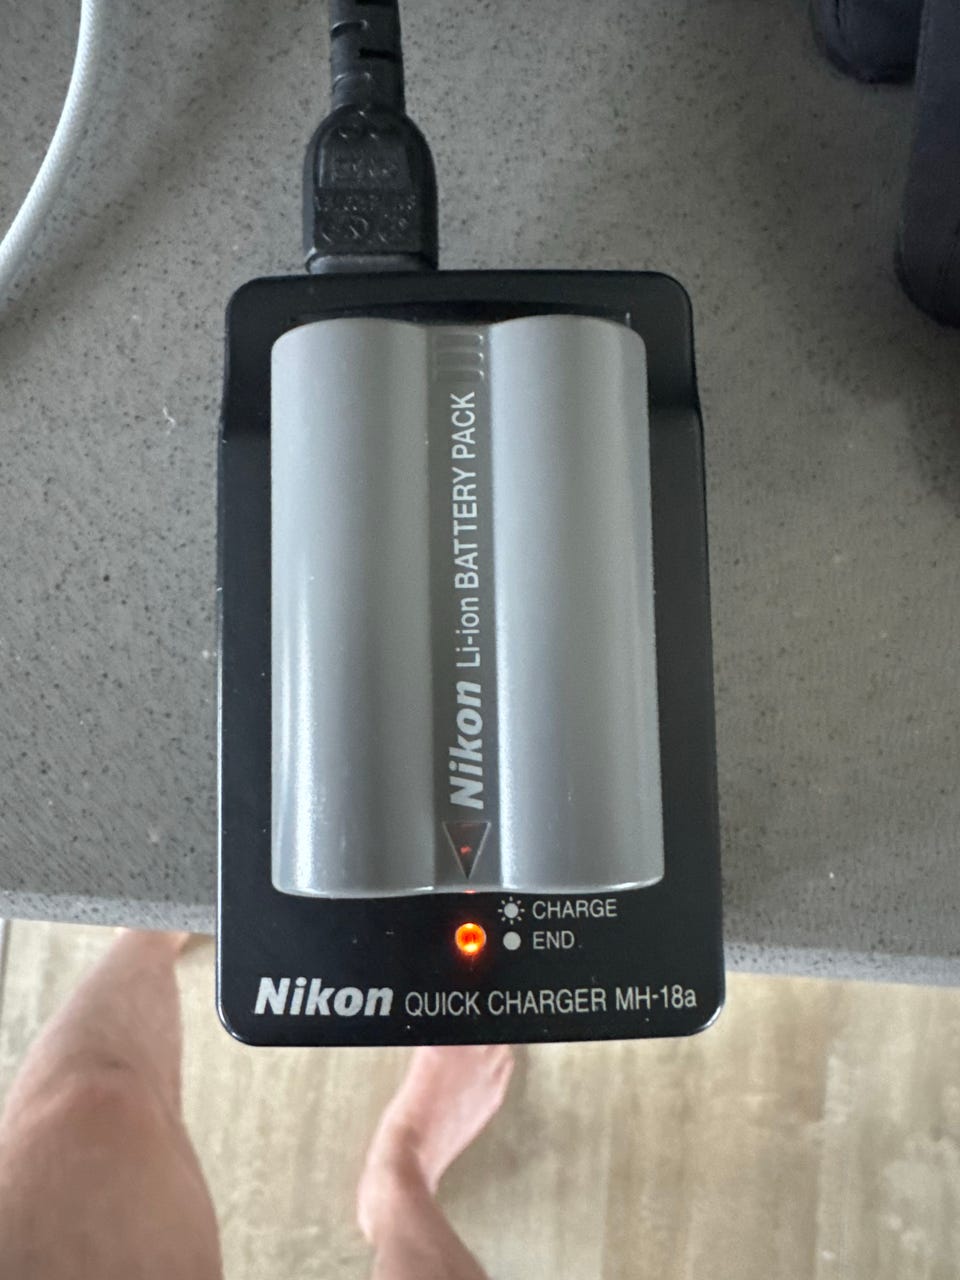 Nikon Li-ion BATTERY PACK
CHARGE
END
Nikon QUICK CHARGER MH-18a